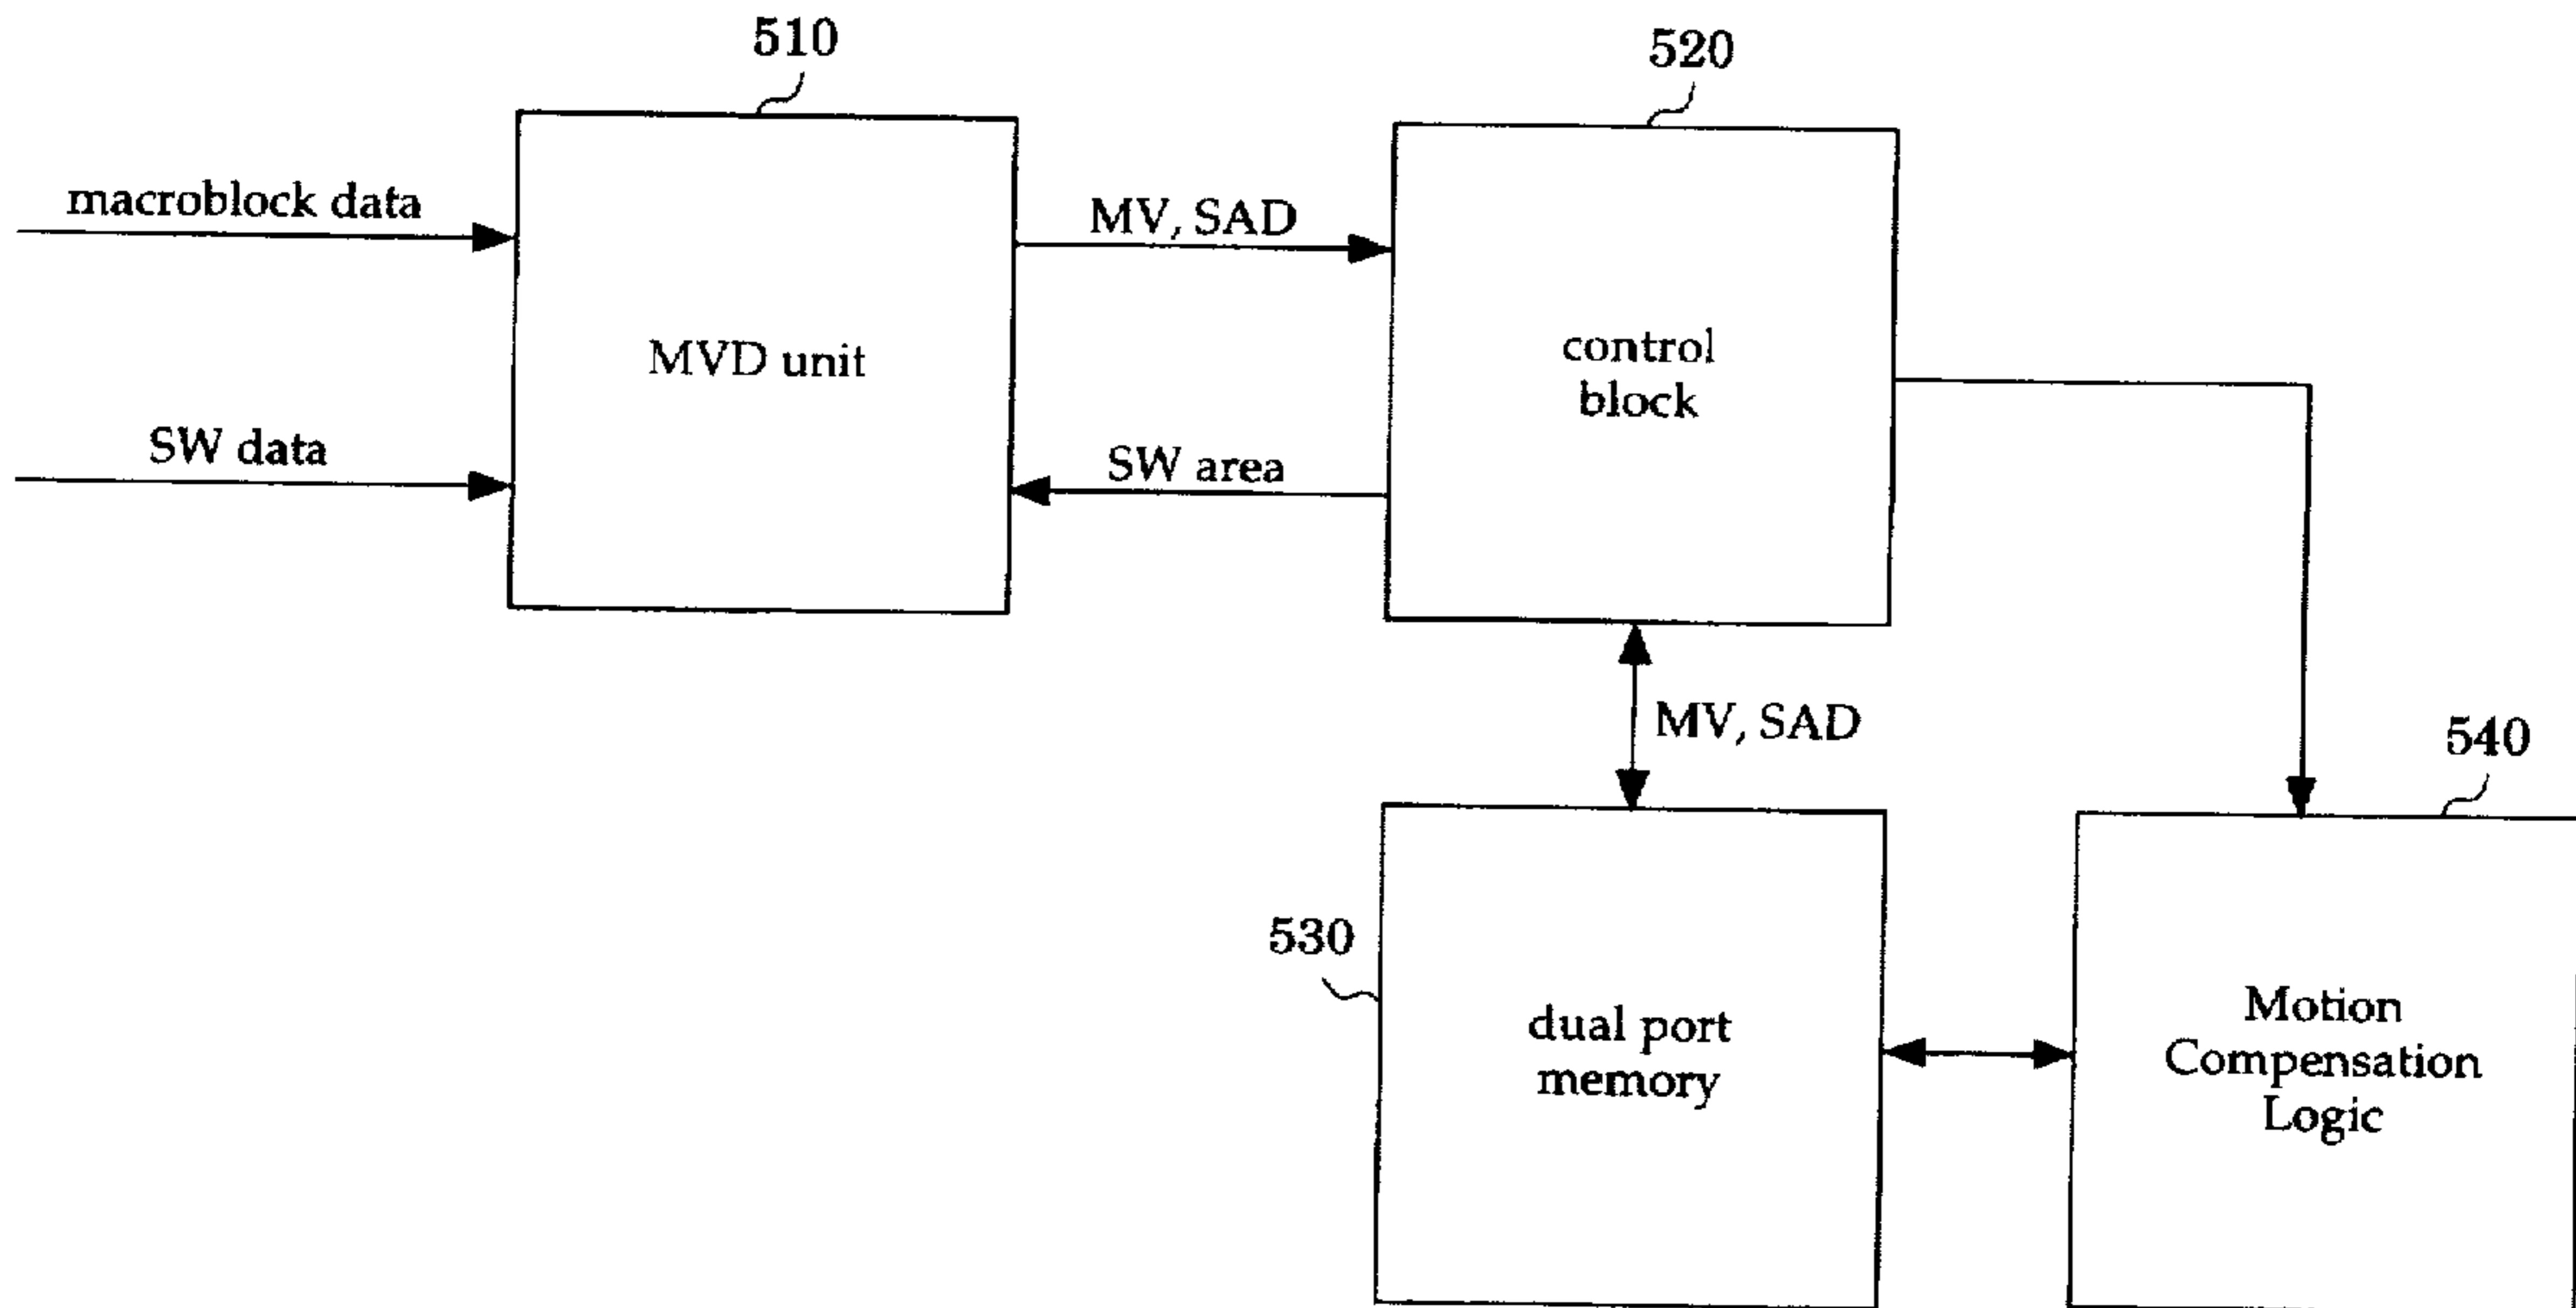 510
520
macroblock data
MV, SAD
MVD unit
control
block
SW data
SW area
MV, SAD
540
530
dual port
memory
Motion
Compensation
Logic